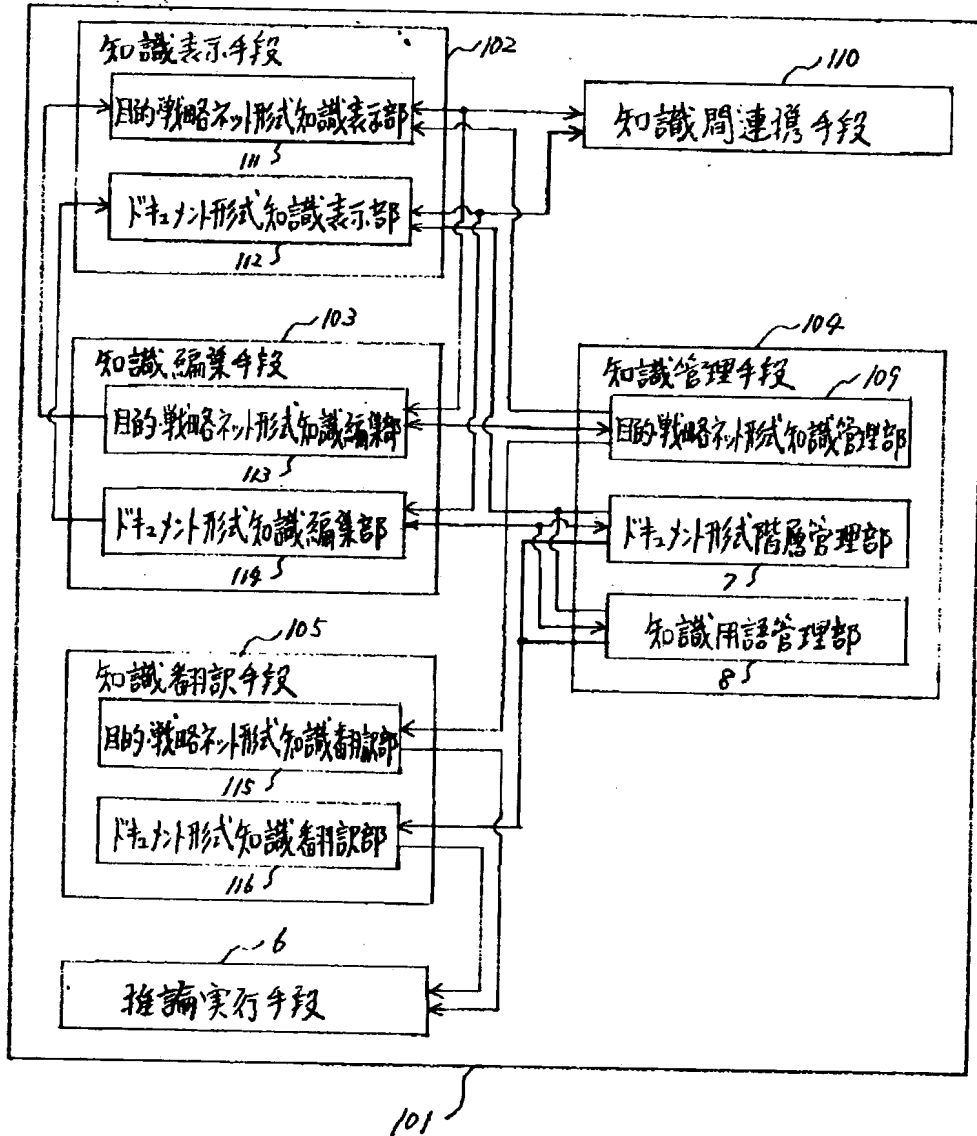 102
知識表示手段
目的・戦略ネット形式知識表示部
111
ドキュメント形式知識表示部
112
110
知識間連携手段
103
知識編集手段
目的・戦略ネット形式知識編集部
113
ドキュメント形式知識編集部
114
104
知識管理手段
109
目的・戦略ネット形式知識管理部
ドキュメント形式階層管理部
7
知識用語管理部
8
105
知識翻訳手段
目的・戦略ネット形式知識翻訳部
115
ドキュメント形式知識翻訳部
116
6
推論実行手段
101